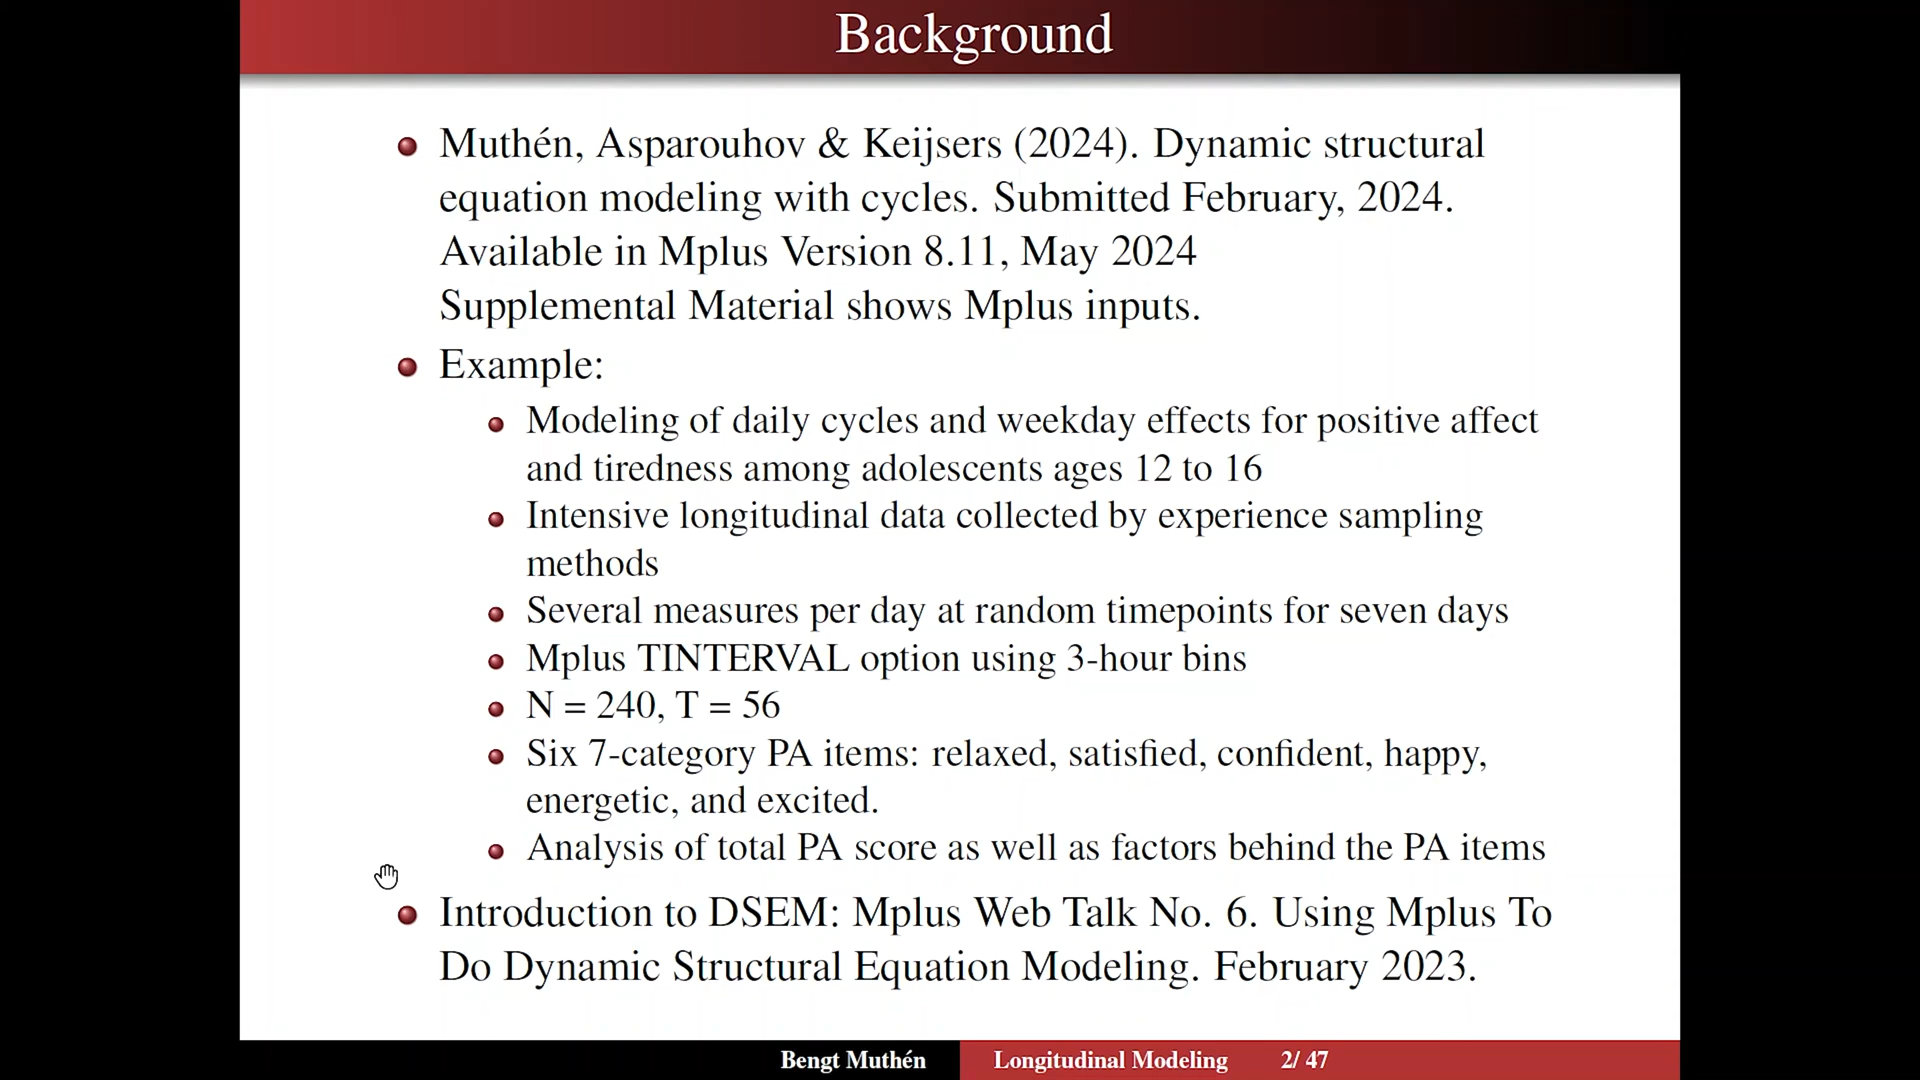 Background
Muthén, Asparouhov & Keijsers (2024). Dynamic structural
equation modeling with cycles. Submitted February, 2024.
Available in Mplus Version 8.11, May 2024
Supplemental Material shows Mplus inputs.
Example:
Modeling of daily cycles and weekday effects for positive affect
and tiredness among adolescents ages 12 to 16
Intensive longitudinal data collected by experience sampling
methods
Several measures per day at random timepoints for seven days
Mplus TINTERVAL option using 3-hour bins
N = 240, T = 56
Six 7-category PA items: relaxed, satisfied, confident, happy,
energetic, and excited.
Analysis of total PA score as well as factors behind the PA items
Introduction to DSEM: Mplus Web Talk No. 6. Using Mplus To
Do Dynamic Structural Equation Modeling. February 2023.
Bengt Muthén Longitudinal Modeling 2/ 47